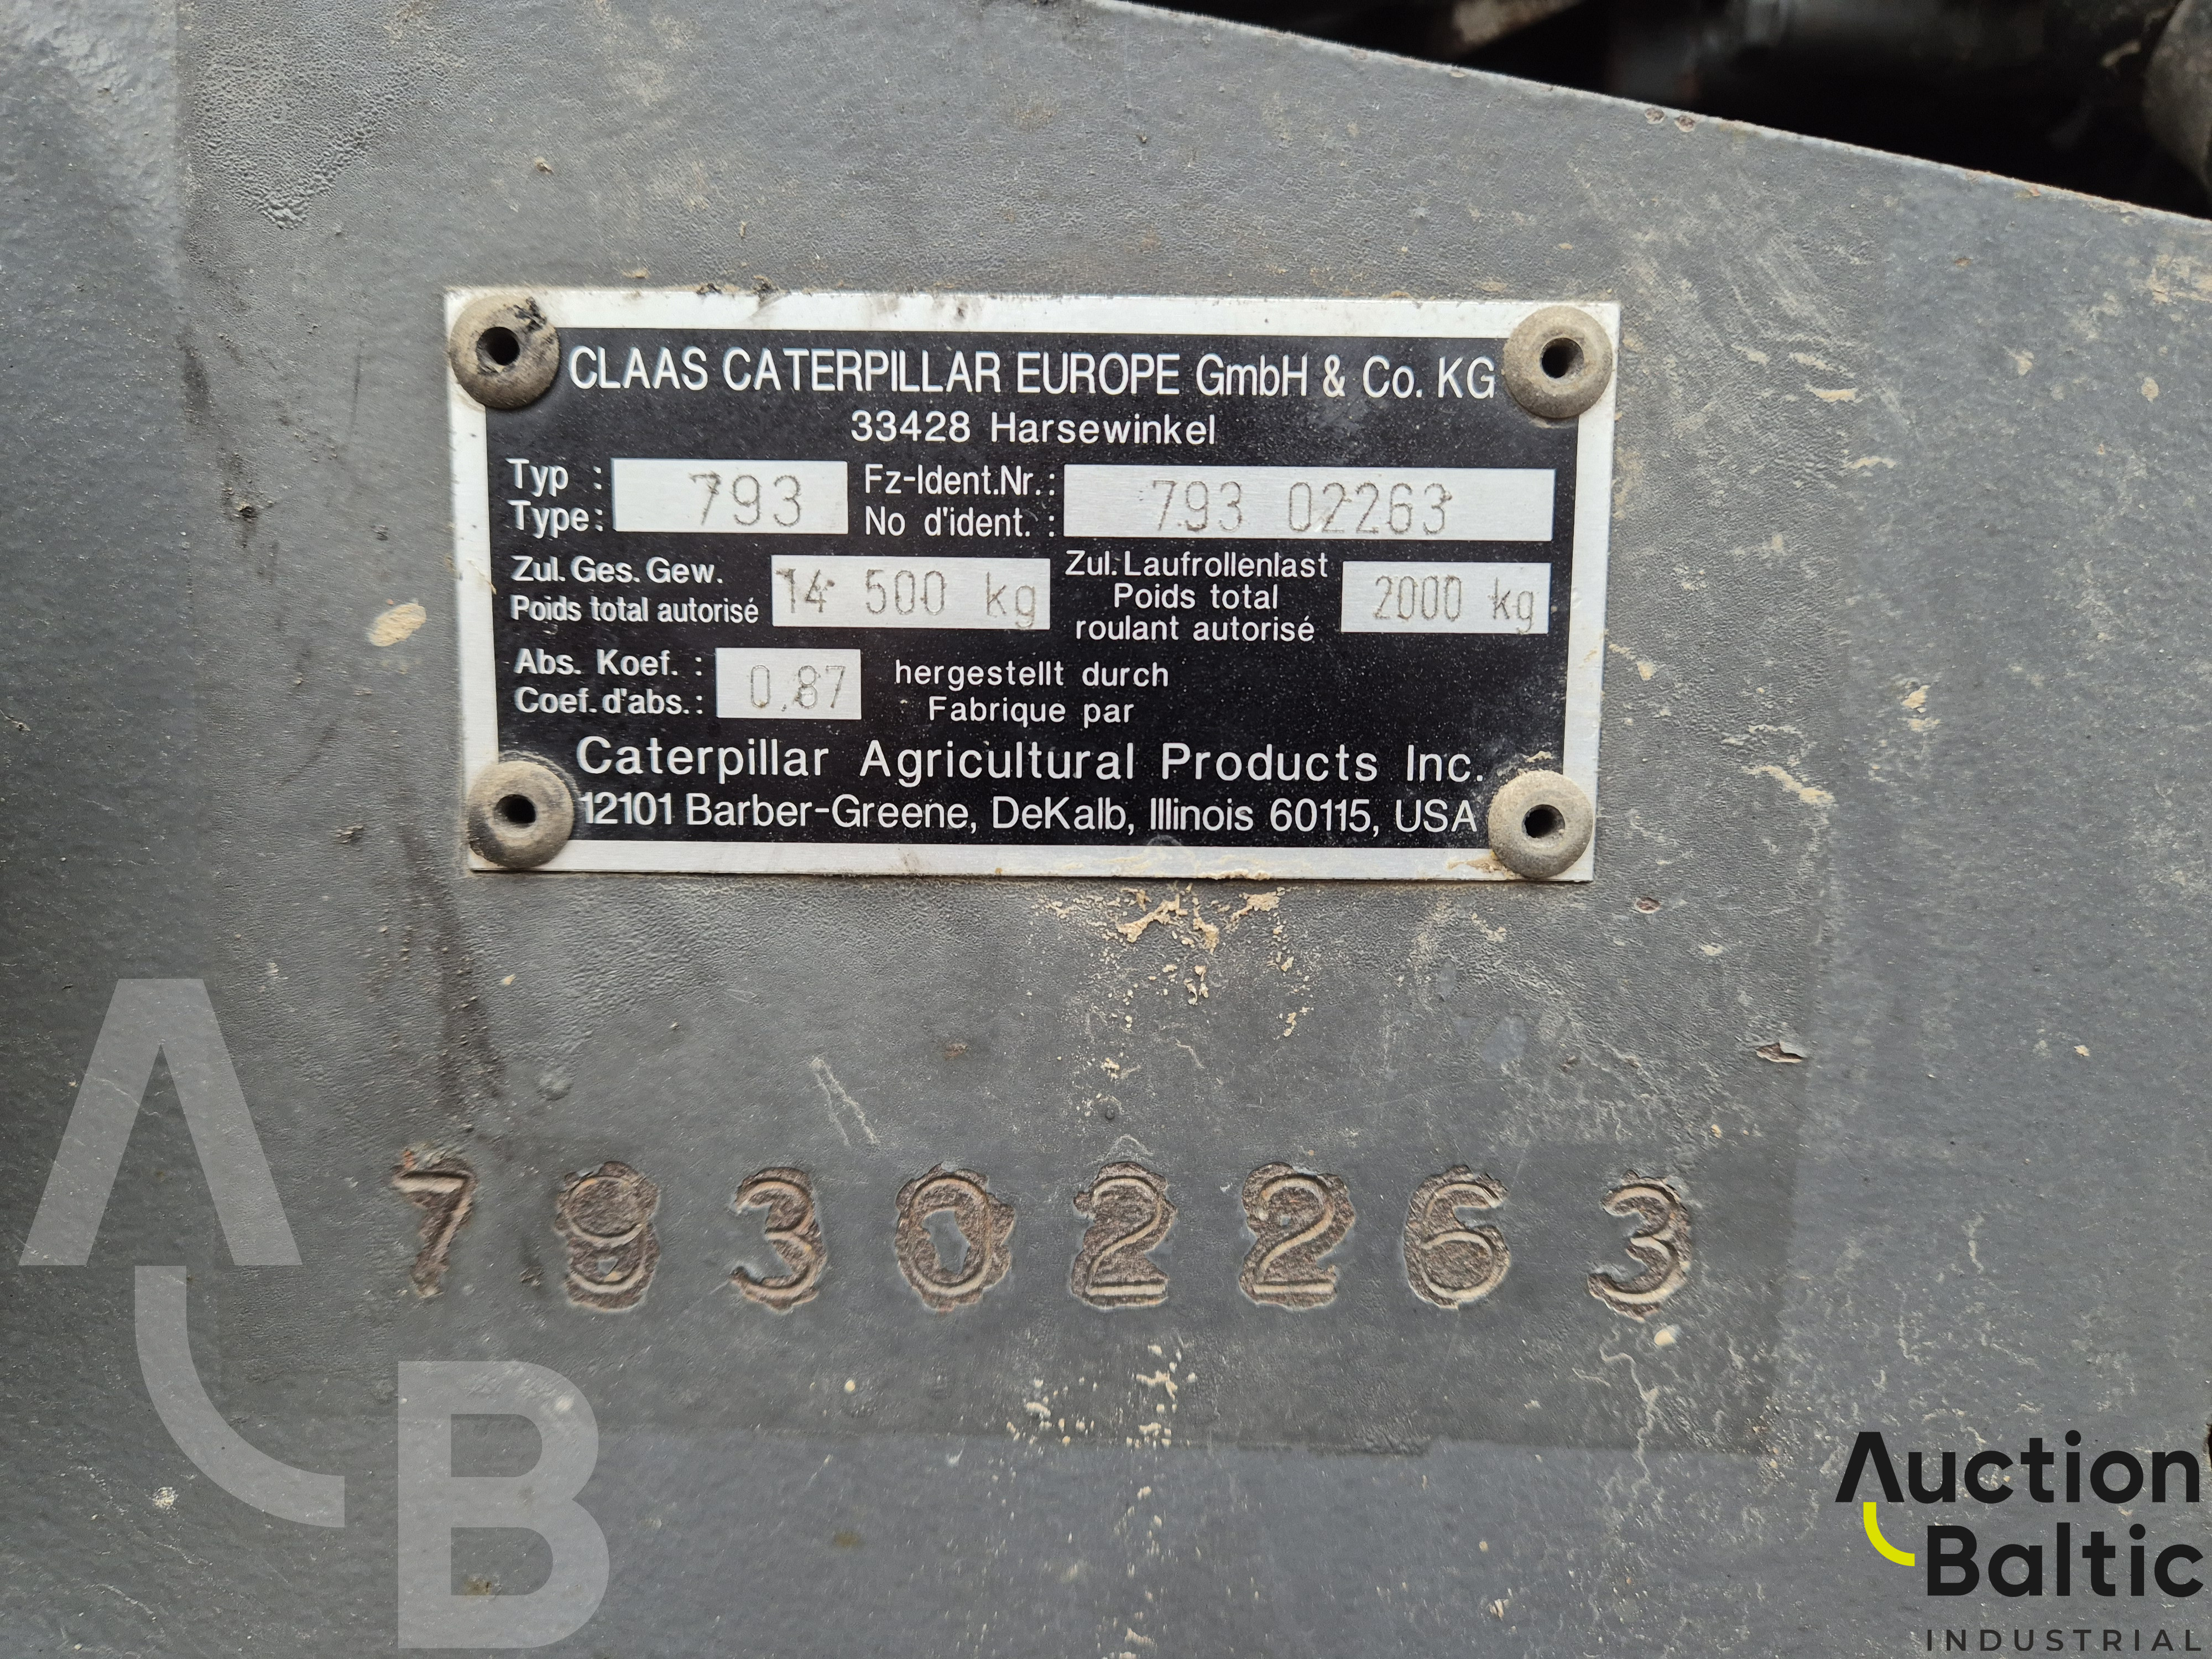 CLAAS CATERPILLAR EUROPE GmbH & Co. KG
33428 Harsewinkel
Typ : 793 Fz-Ident.Nr.: 793 02263
Type: No d'ident. :
Zul. Ges. Gew. 14 500 kg Zul. Laufrollenlast 2000 kg
Poids total autorisé Poids total
roulant autorisé
Abs. Koef. : 0,87 hergestellt durch
Coef. d'abs.: Fabrique par
Caterpillar Agricultural Products Inc.
12101 Barber-Greene, DeKalb, Illinois 60115, USA
79302263
AB
Auction
Baltic
INDUSTRIAL